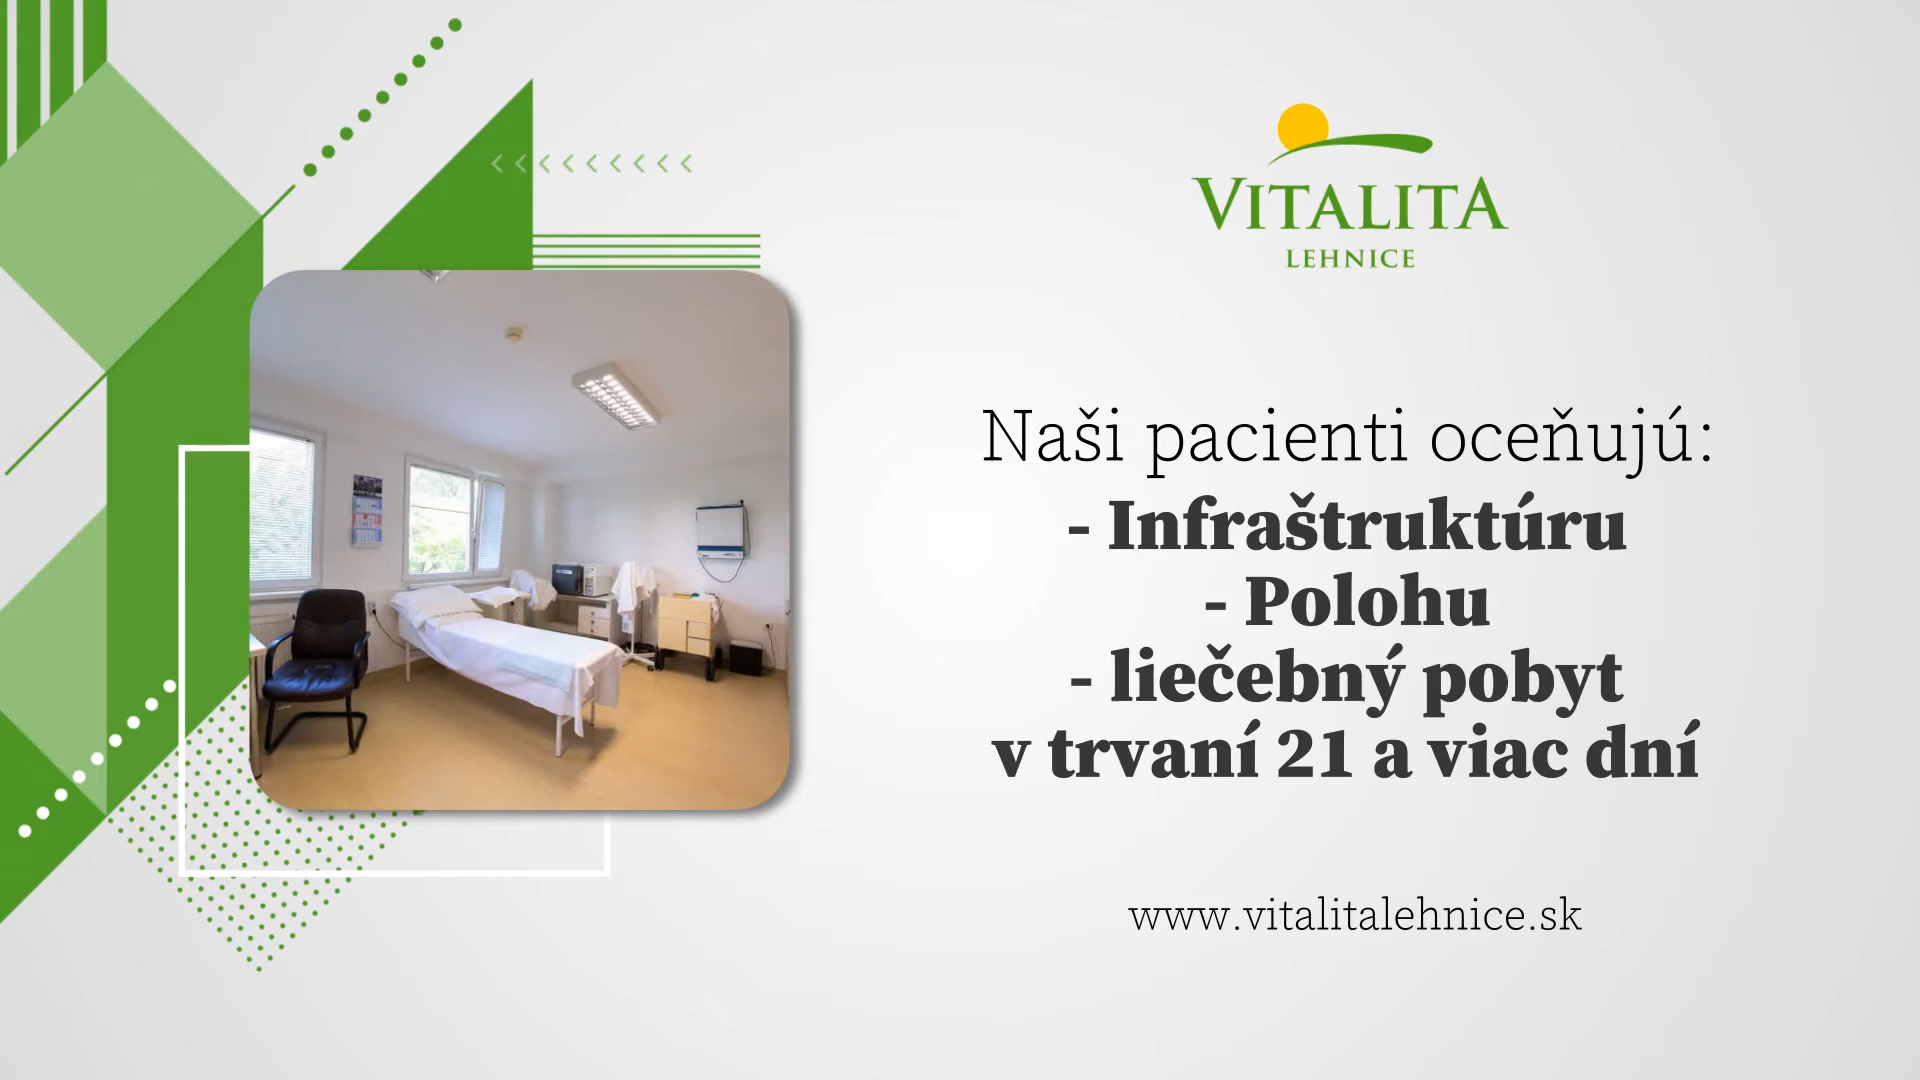 VITALITA
LEHNICE
Naši pacienti oceňujú:
- Infraštruktúru
- Polohu
- liečebný pobyt
v trvaní 21 a viac dní
www.vitalitalehnice.sk